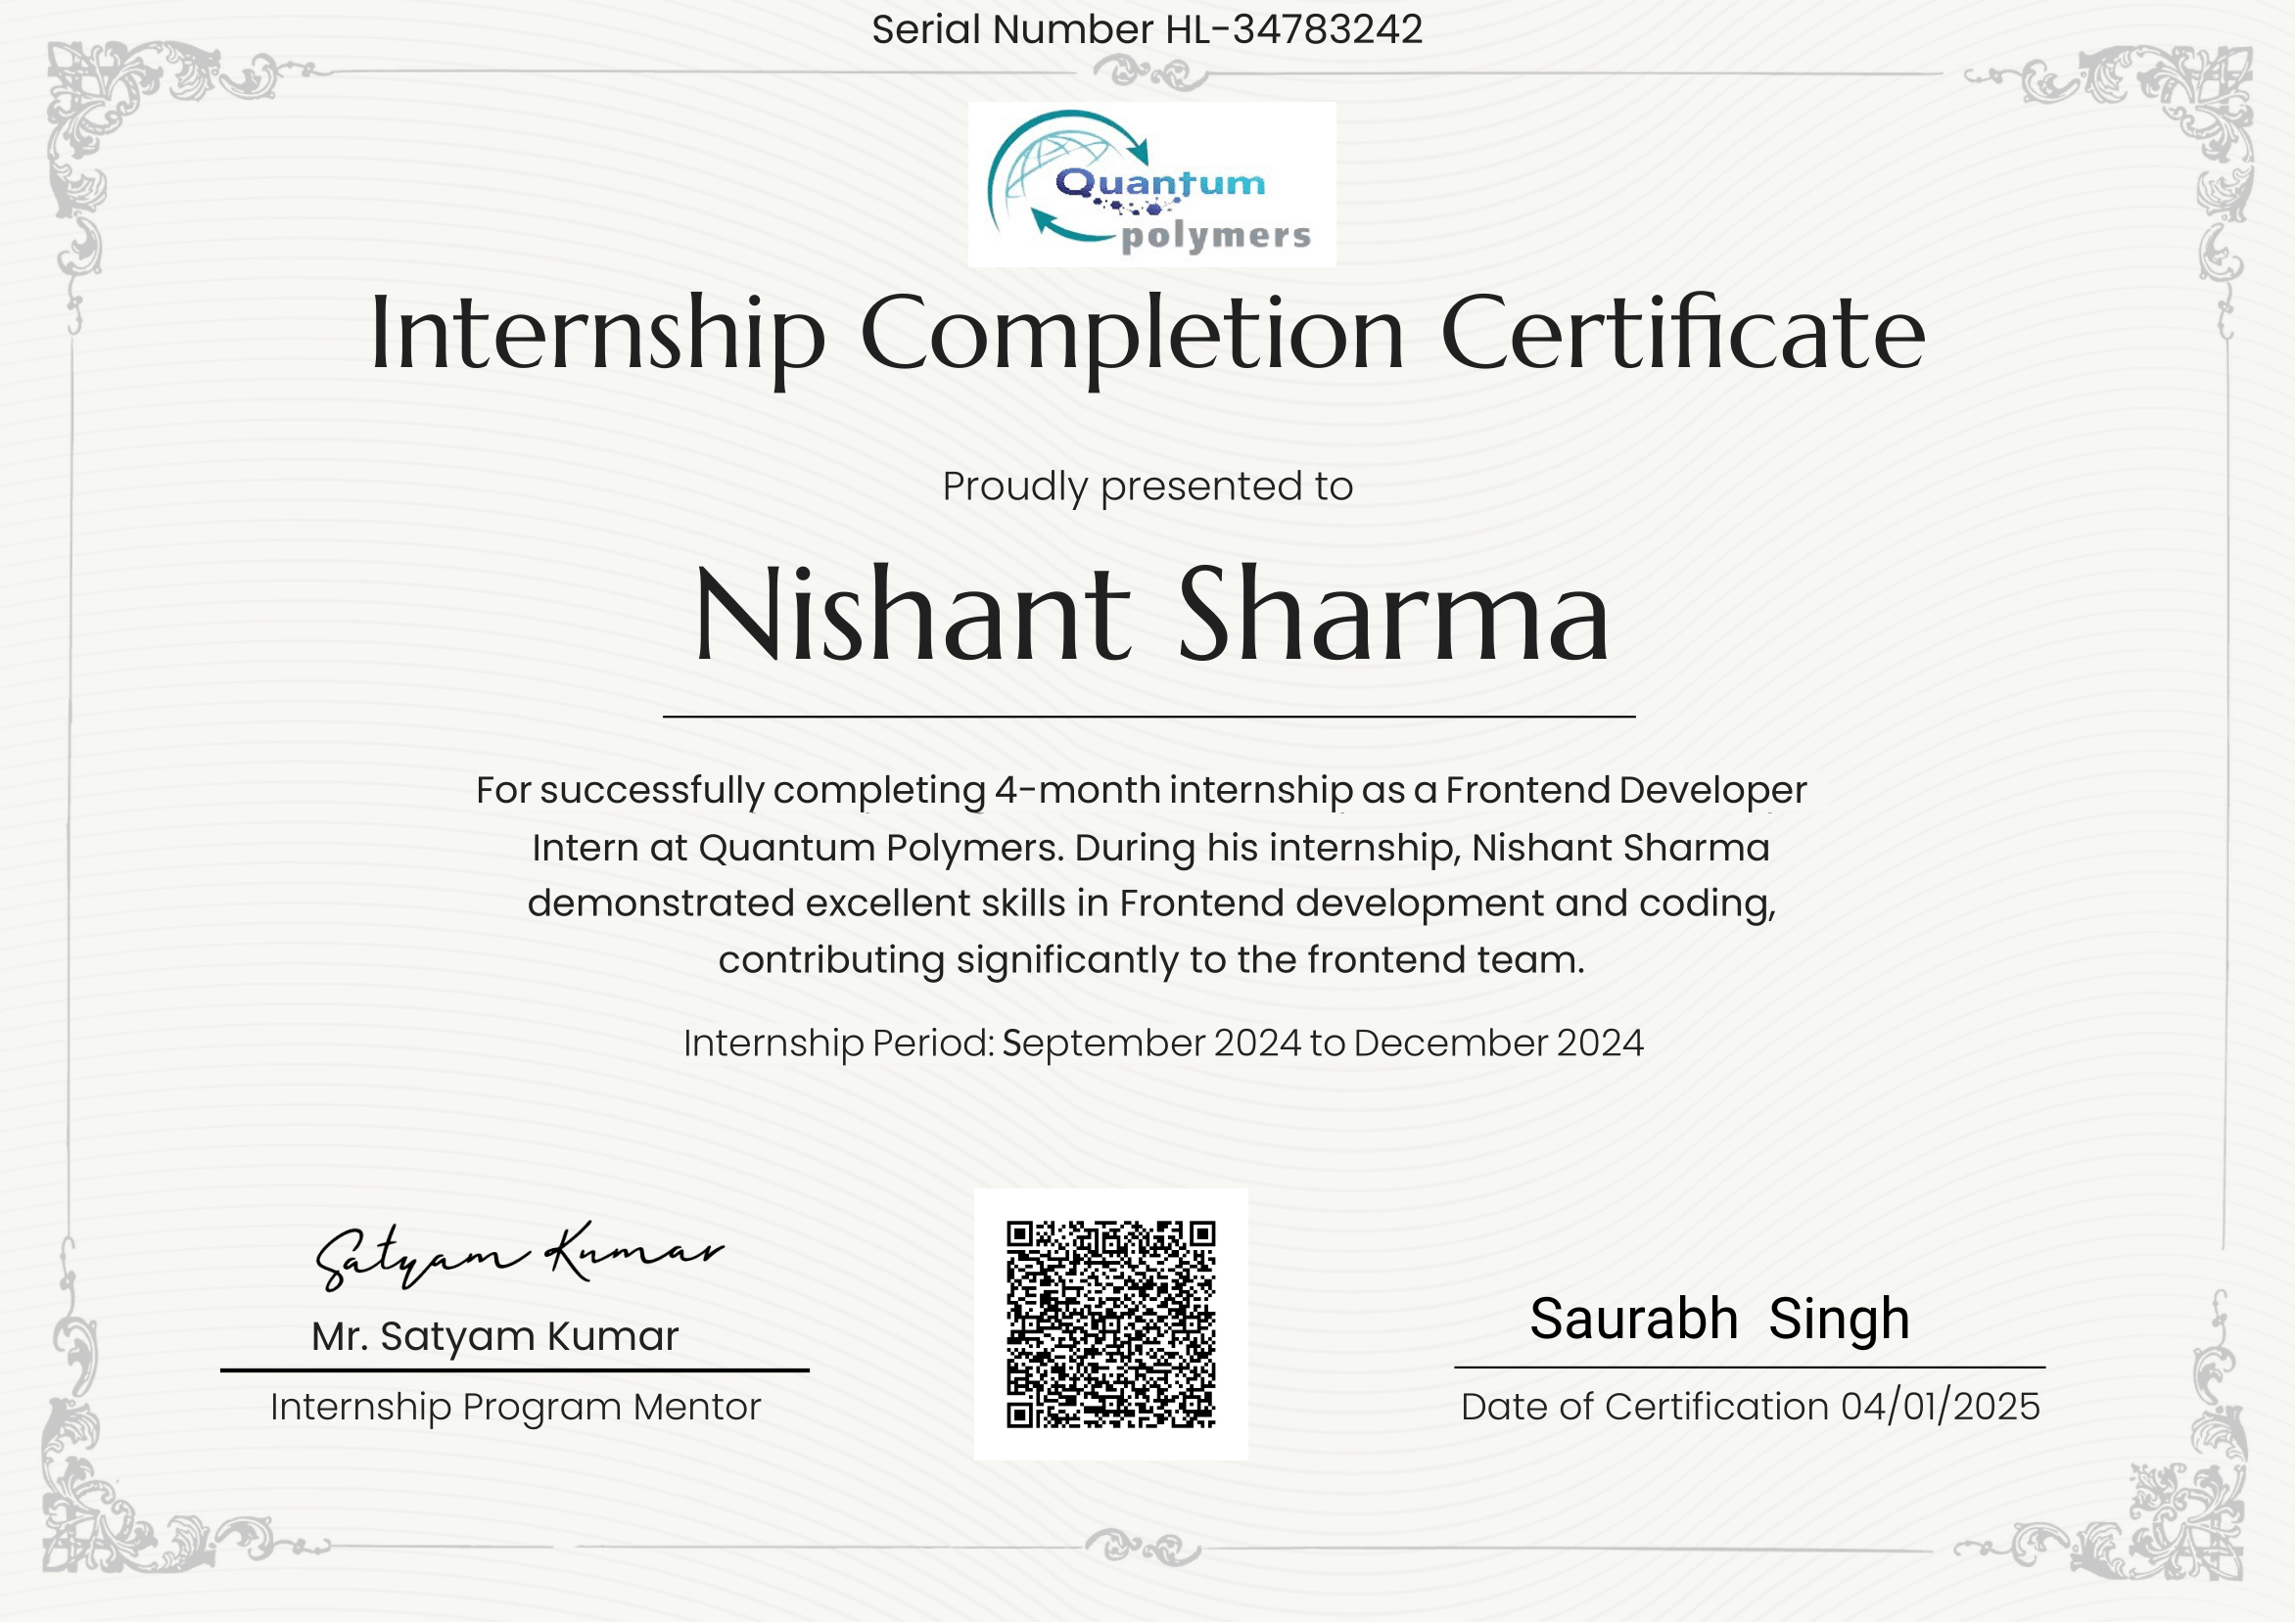 Serial Number HL-34783242
Quantum
polymers
Internship Completion Certificate
Proudly presented to
Nishant Sharma
For successfully completing 4-month internship as a Frontend Developer
Intern at Quantum Polymers. During his internship, Nishant Sharma
demonstrated excellent skills in Frontend development and coding,
contributing significantly to the frontend team.
Internship Period: September 2024 to December 2024
Satyam Kumar
Mr. Satyam Kumar
Internship Program Mentor
Saurabh Singh
Date of Certification 04/01/2025